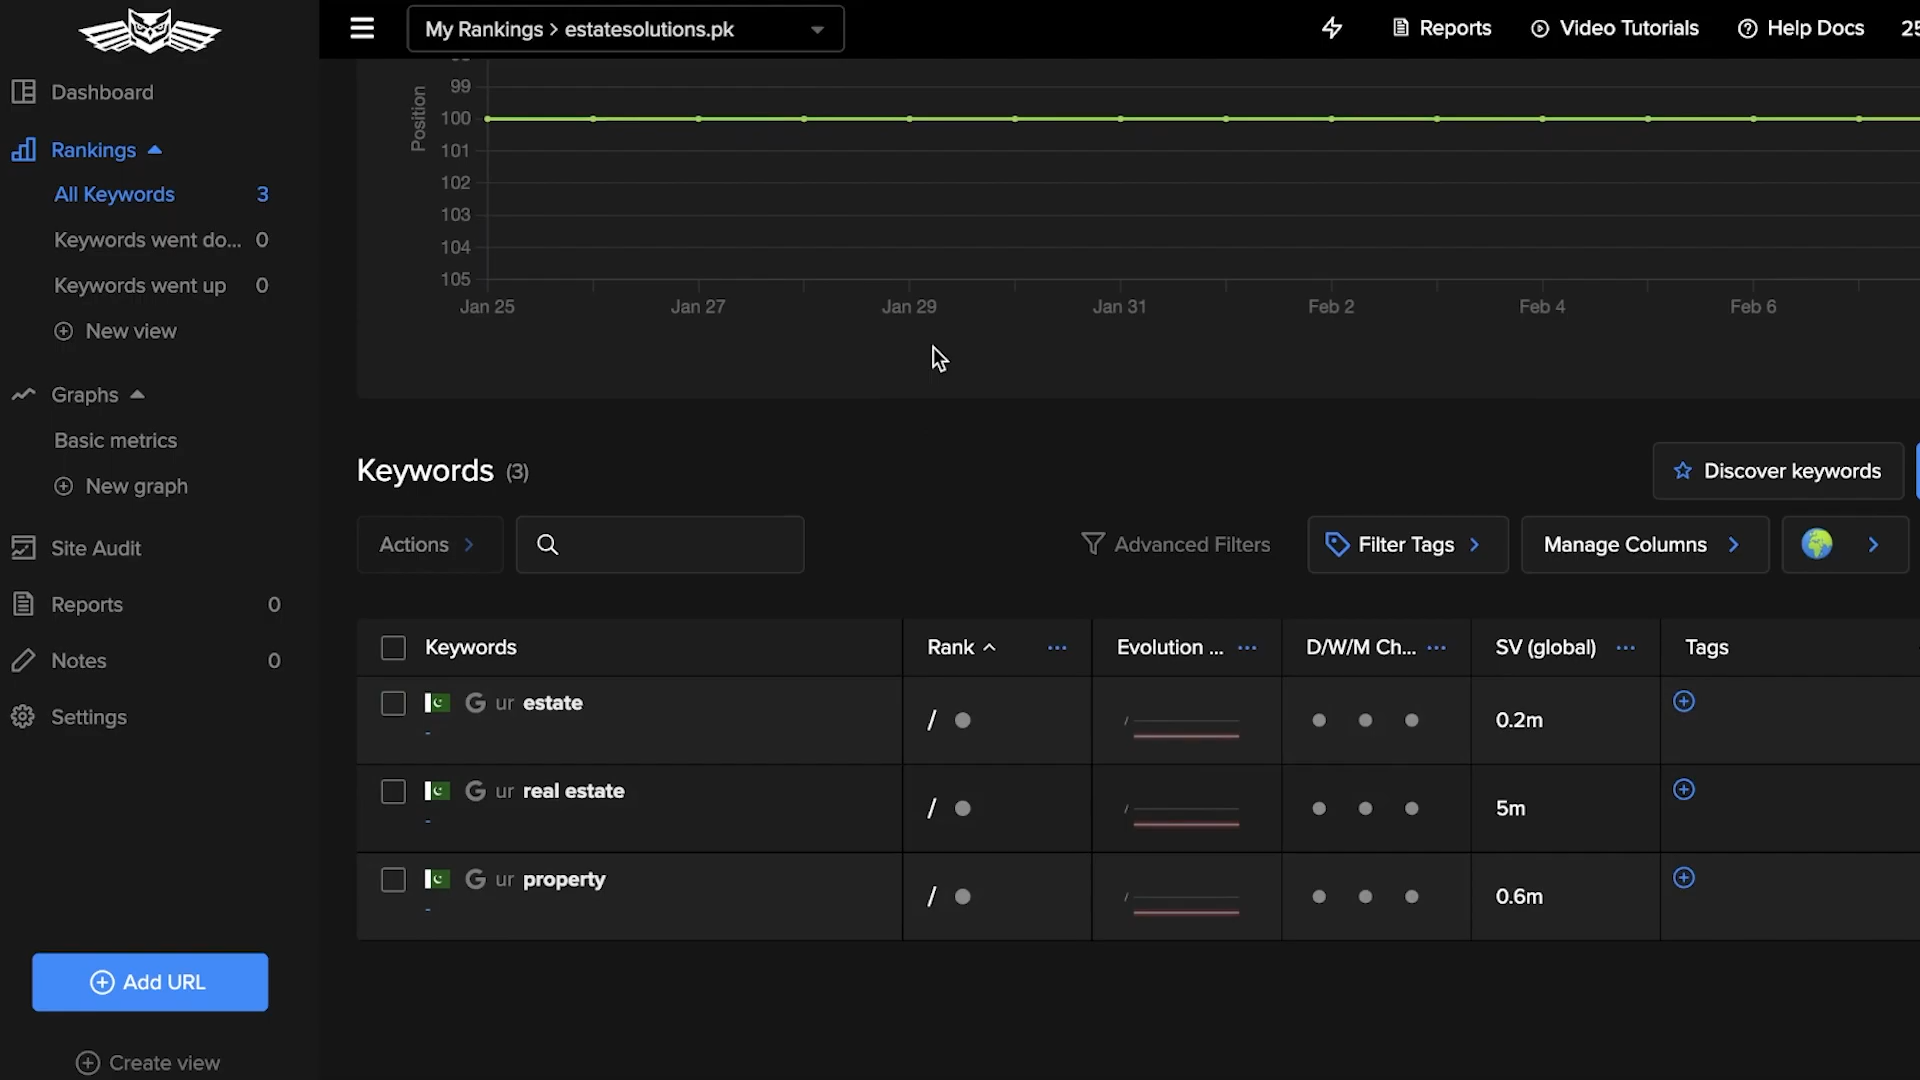 My Rankings > estatesolutions.pk
Reports
Video Tutorials
Help Docs
Dashboard
Rankings
All Keywords 3
Keywords went do... 0
Keywords went up 0
New view
Graphs
Basic metrics
New graph
Site Audit
Reports 0
Notes 0
Settings
Add URL
Create view
Position
99
100
101
102
103
104
105
Jan 25 Jan 27 Jan 29 Jan 31 Feb 2 Feb 4 Feb 6
Keywords (3)
Discover keywords
Actions
Advanced Filters
Filter Tags
Manage Columns
Keywords Rank Evolution ... D/W/M Ch... SV (global) Tags
G ur estate / 0.2m
-
G ur real estate / 5m
-
G ur property / 0.6m
-